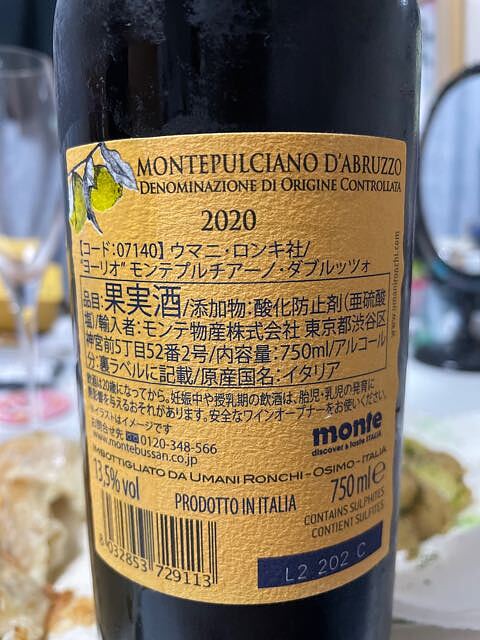 MONTEPULCIANO D'ABRUZZO
DENOMINAZIONE DI ORIGINE CONTROLLATA
2020
【コード:07140】ウマニ・ロンキ社/
"ヨーリオ" モンテプルチアーノ・ダブルッツォ
品目:果実酒/添加物:酸化防止剤(亜硫酸
塩)/輸入者:モンテ物産株式会社 東京都渋谷区
神宮前5丁目52番2号/内容量:750ml/アルコール
分:裏ラベルに記載/原産国名:イタリア
飲酒は20歳になってから。妊娠中や授乳期の飲酒は、胎児・乳児の発育に
悪影響を与えるおそれがあります。安全なワインオープナーをお使いください。
※イラストはイメージです
お問合せ先 0120-348-566
www.montebussan.co.jp
monte
discover & taste ITALIA
IMBOTTIGLIATO DA UMANI RONCHI - OSIMO - ITALIA
13,5% vol
PRODOTTO IN ITALIA
750 ml e
CONTAINS SULPHITES
CONTIENT SULFITES
8 032853 729113
L2 202 C
www.umanironchi.com